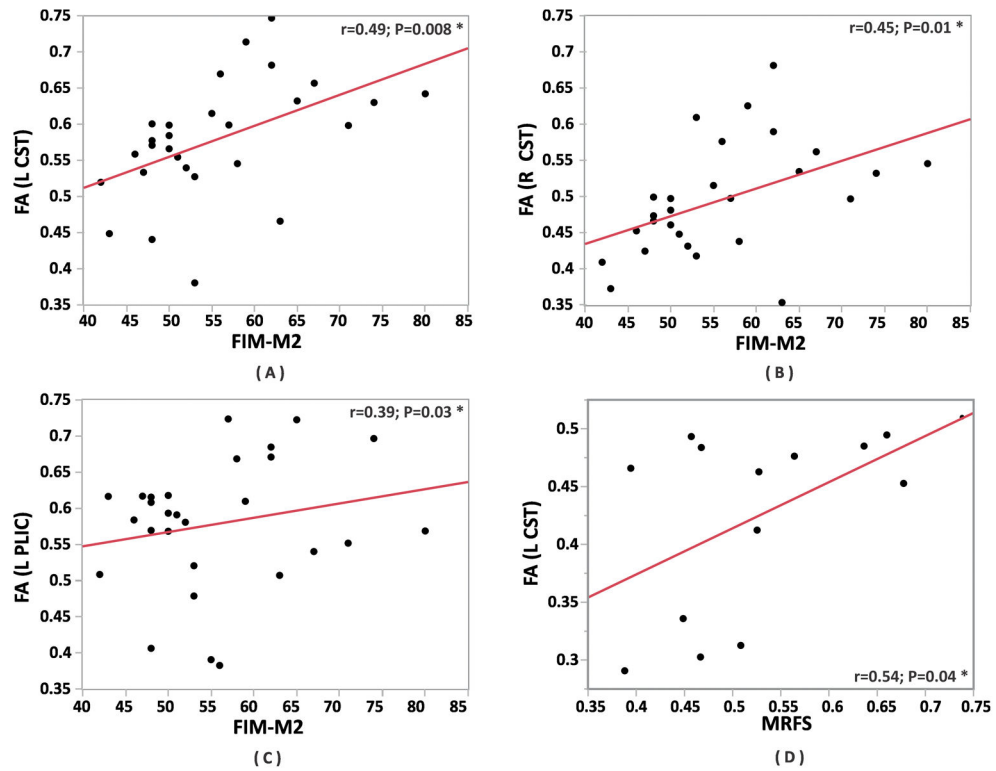 r=0.49; P=0.008 *
0.75
0.7
0.65
0.6
0.55
0.5
0.45
0.4
0.35
FA (L CST)
40 45 50 55 60 65 70 75 80 85
FIM-M2
( A )
r=0.45; P=0.01 *
0.75
0.7
0.65
0.6
0.55
0.5
0.45
0.4
0.35
FA (R CST)
40 45 50 55 60 65 70 74 80 85
FIM-M2
( B )
r=0.39; P=0.03 *
0.75
0.7
0.65
0.6
0.55
0.5
0.45
0.4
0.35
FA (L PLIC)
40 45 50 55 60 65 70 75 80 85
FIM-M2
( C )
0.5
0.45
0.4
0.35
0.3
FA (L CST)
r=0.54; P=0.04 *
0.35 0.4 0.45 0.5 0.55 0.6 0.65 0.7 0.75
MRFS
( D )